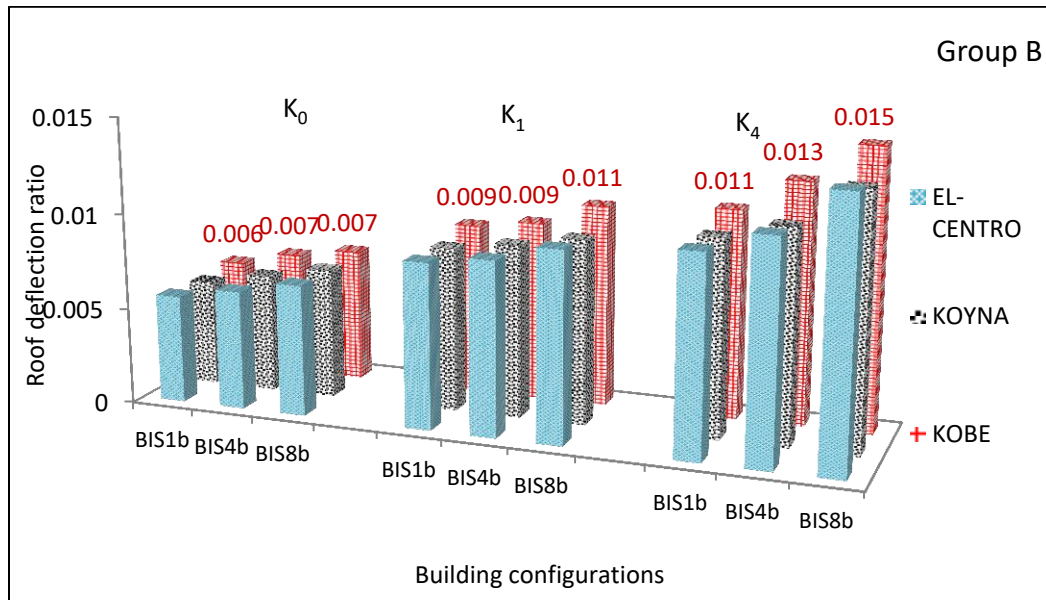 Group B
K0
K1
K4
0.015
0.01
0.005
0
Roof deflection ratio
0.006
0.007
0.007
0.009
0.009
0.011
0.011
0.013
0.015
BIS1b
BIS4b
BIS8b
BIS1b
BIS4b
BIS8b
BIS1b
BIS4b
BIS8b
Building configurations
EL-
CENTRO
KOYNA
KOBE